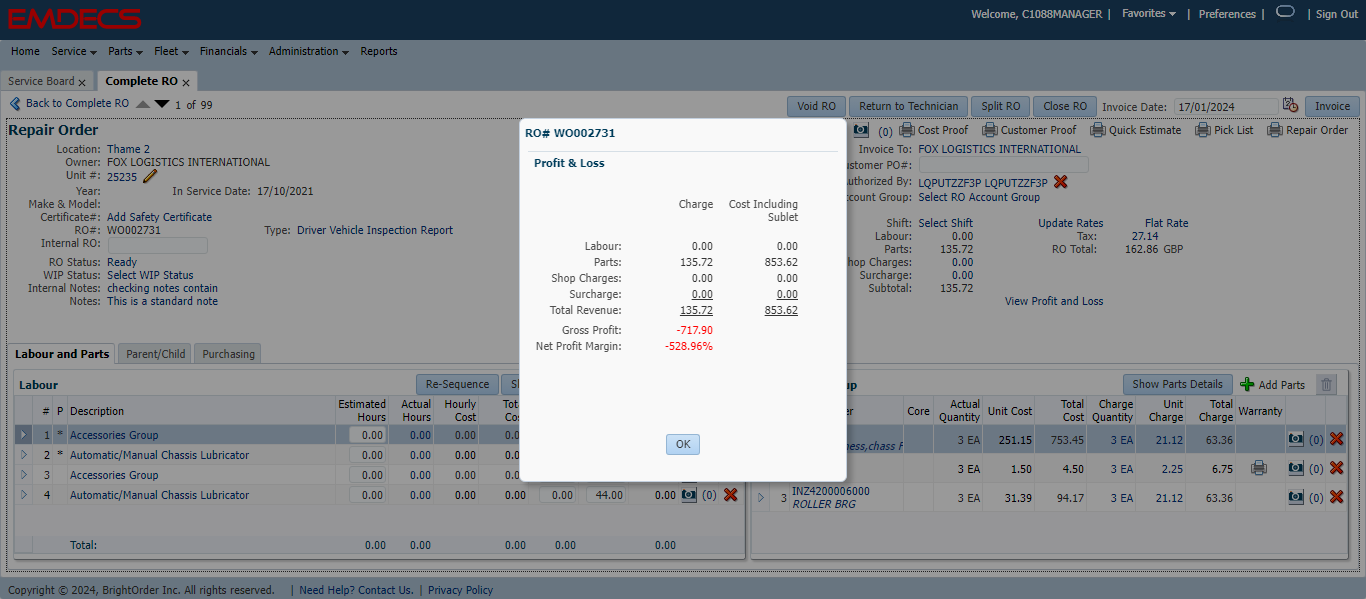 EMDECS
Welcome, C1088MANAGER | Favorites | Preferences | | Sign Out
Home Service Parts Fleet Financials Administration Reports
Service Board x Complete RO x
Back to Complete RO 1 of 99 Void RO Return to Technician Split RO Close RO Invoice Date: 17/01/2024 Invoice
Repair Order (0) Cost Proof Customer Proof Quick Estimate Pick List Repair Order
Location: Thame 2
Owner: FOX LOGISTICS INTERNATIONAL
Unit #: 25235
Year: In Service Date: 17/10/2021
Make & Model:
Certificate#: Add Safety Certificate
RO#: WO002731 Type: Driver Vehicle Inspection Report
Internal RO:
RO Status: Ready
WIP Status: Select WIP Status
Internal Notes: checking notes contain
Notes: This is a standard note
RO# WO002731
Profit & Loss
Charge Cost Including
Sublet
Labour: 0.00 0.00
Parts: 135.72 853.62
Shop Charges: 0.00 0.00
Surcharge: 0.00 0.00
Total Revenue: 135.72 853.62
Gross Profit: -717.90
Net Profit Margin: -528.96%
OK
Invoice To: FOX LOGISTICS INTERNATIONAL
ustomer PO#:
uthorized By: LQPUTZZF3P LQPUTZZF3P
count Group: Select RO Account Group
Shift: Select Shift Update Rates Flat Rate
Labour: 0.00 Tax: 27.14
Parts: 135.72 RO Total: 162.86 GBP
hop Charges: 0.00
Surcharge: 0.00
Subtotal: 135.72
View Profit and Loss
Labour and Parts Parent/Child Purchasing
Labour Re-Sequence
# P Description Estimated Hours Actual Hours Hourly Cost
1 * Accessories Group 0.00 0.00 0.00 0.00
2 * Automatic/Manual Chassis Lubricator 0.00 0.00 0.00 0.00
3 Accessories Group 0.00 0.00 0.00 0.00
4 Automatic/Manual Chassis Lubricator 0.00 0.00 0.00 0.00 0.00 44.00 0.00 (0)
Total: 0.00 0.00 0.00 0.00 0.00
up Show Parts Details Add Parts
er Core Actual Quantity Unit Cost Total Cost Charge Quantity Unit Charge Total Charge Warranty
ness,chass F 3 EA 251.15 753.45 3 EA 21.12 63.36 (0)
3 EA 1.50 4.50 3 EA 2.25 6.75 (0)
3 INZ4200006000 3 EA 31.39 94.17 3 EA 21.12 63.36 (0)
ROLLER BRG
Copyright © 2024, BrightOrder Inc. All rights reserved. | Need Help? Contact Us. | Privacy Policy